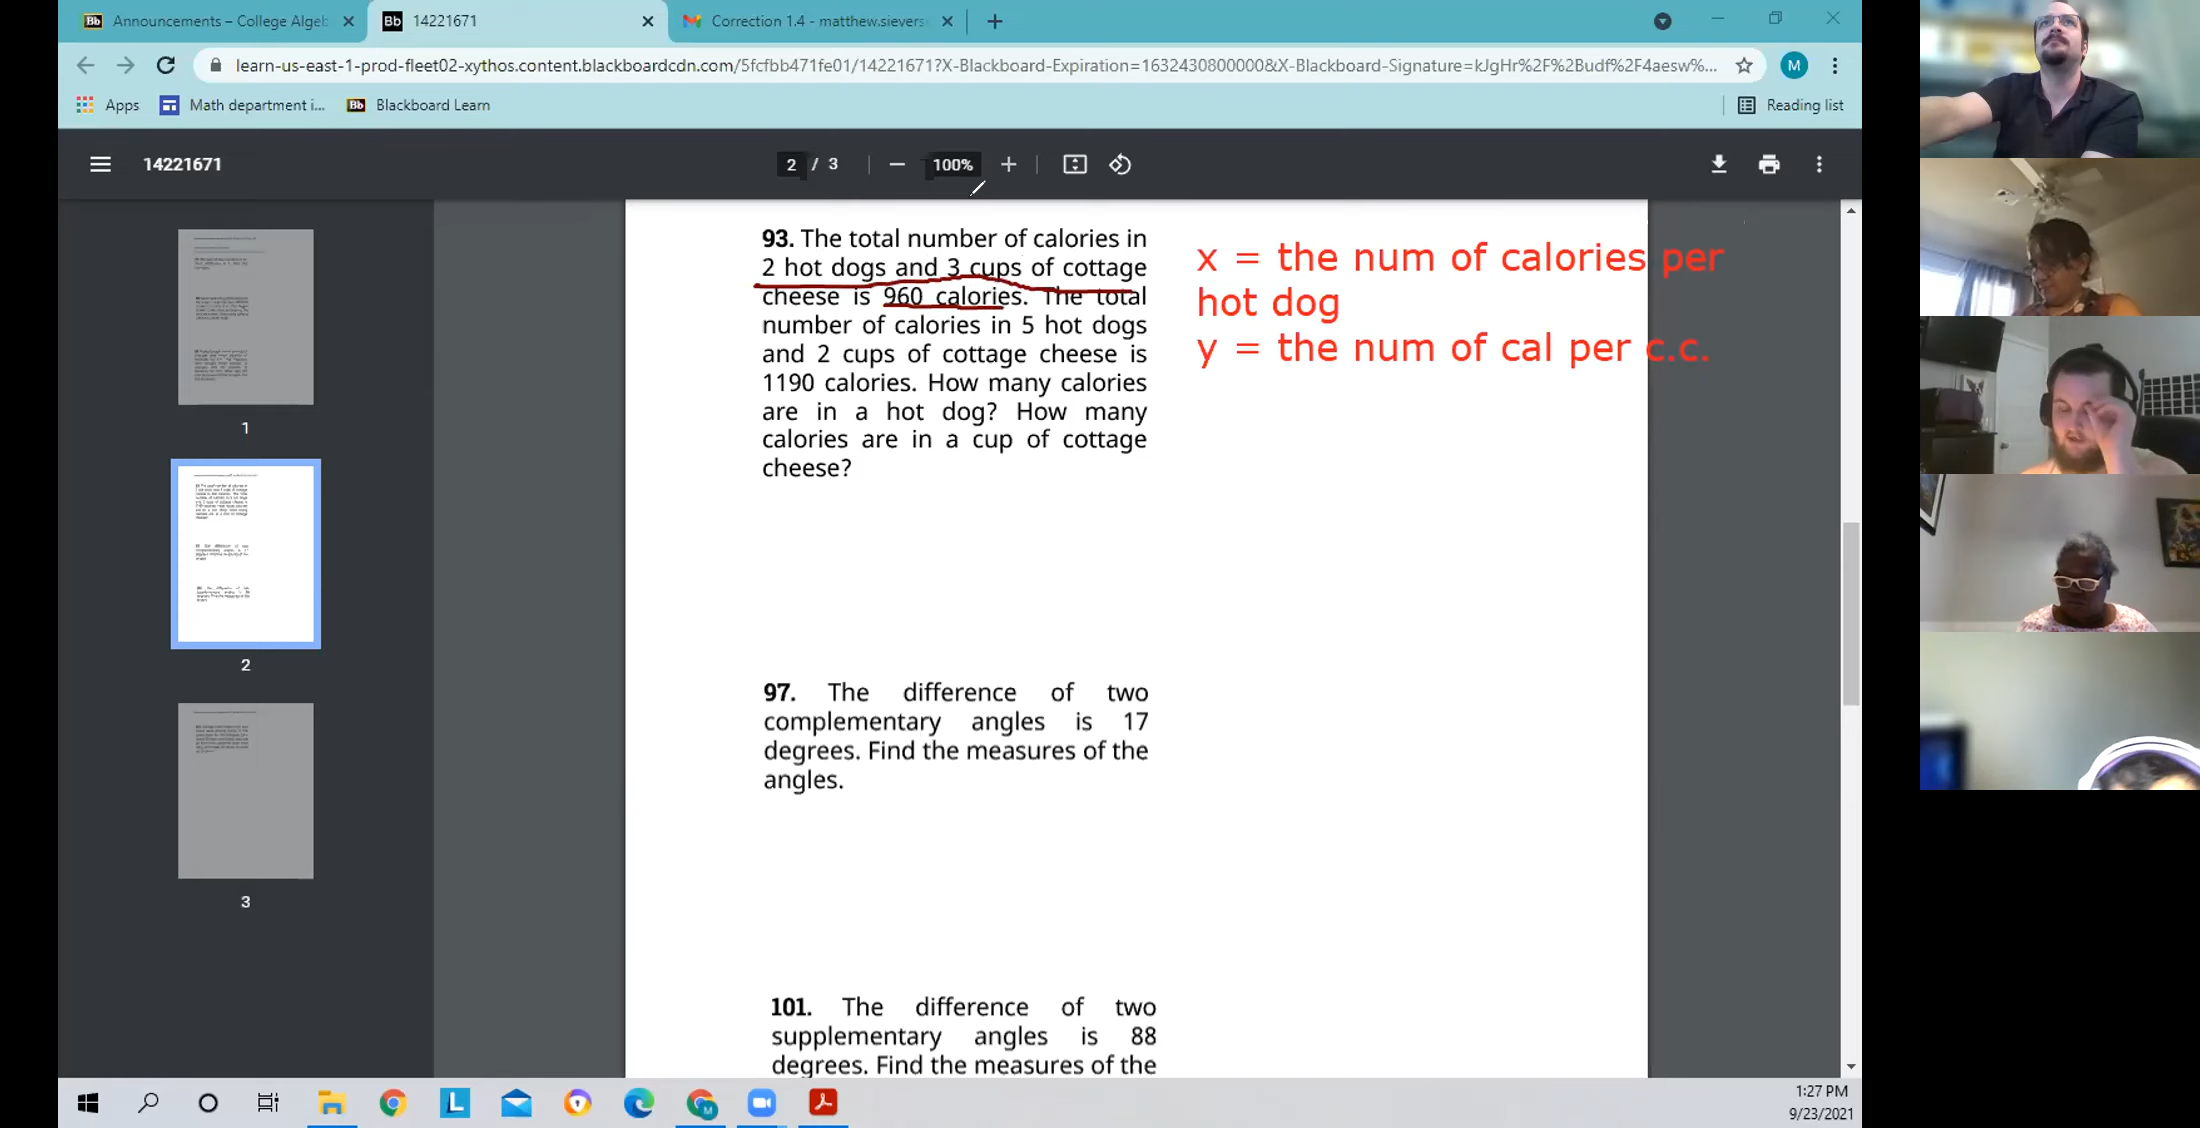 Announcements – College Algeb
14221671
Correction 1.4 - matthew.sievers
learn-us-east-1-prod-fleet02-xythos.content.blackboardcdn.com/5fcfbb471fe01/14221671?X-Blackboard-Expiration=1632430800000&X-Blackboard-Signature=kJgHr%2F%2Budf%2F4aesw%...
M
Apps
Math department i...
Bb
Blackboard Learn
Reading list
14221671
2 / 3
100%
93. The total number of calories in
2 hot dogs and 3 cups of cottage
cheese is 960 calories. The total
number of calories in 5 hot dogs
and 2 cups of cottage cheese is
1190 calories. How many calories
are in a hot dog? How many
calories are in a cup of cottage
cheese?
x = the num of calories per
hot dog
y = the num of cal per c.c.
97. The difference of two
complementary angles is 17
degrees. Find the measures of the
angles.
101. The difference of two
supplementary angles is 88
degrees. Find the measures of the
1
2
3
1:27 PM
9/23/2021